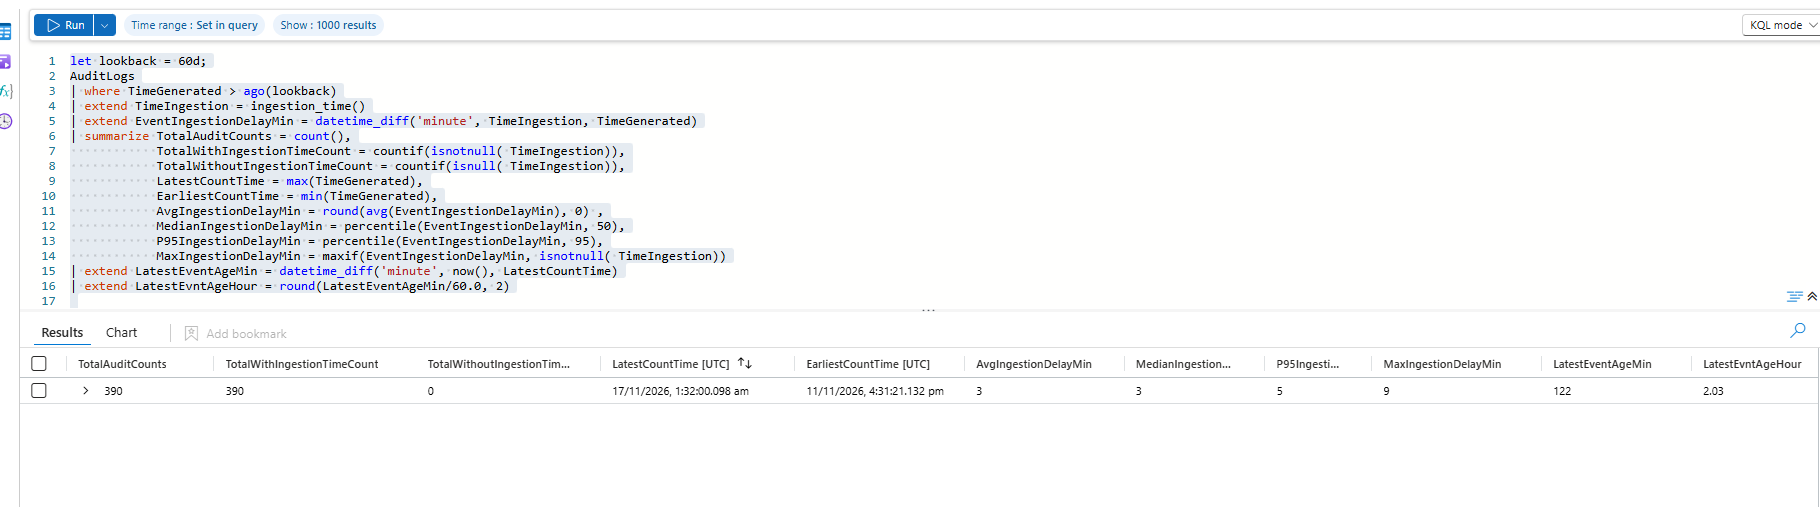 Run
Time range : Set in query
Show : 1000 results
KQL mode
1 let lookback = 60d;
2 AuditLogs
3 | where TimeGenerated > ago(lookback)
4 | extend TimeIngestion = ingestion_time()
5 | extend EventIngestionDelayMin = datetime_diff('minute', TimeIngestion, TimeGenerated)
6 | summarize TotalAuditCounts = count(),
7 TotalWithIngestionTimeCount = countif(isnotnull( TimeIngestion)),
8 TotalWithoutIngestionTimeCount = countif(isnull( TimeIngestion)),
9 LatestCountTime = max(TimeGenerated),
10 EarliestCountTime = min(TimeGenerated),
11 AvgIngestionDelayMin = round(avg(EventIngestionDelayMin), 0) ,
12 MedianIngestionDelayMin = percentile(EventIngestionDelayMin, 50),
13 P95IngestionDelayMin = percentile(EventIngestionDelayMin, 95),
14 MaxIngestionDelayMin = maxif(EventIngestionDelayMin, isnotnull( TimeIngestion))
15 | extend LatestEventAgeMin = datetime_diff('minute', now(), LatestCountTime)
16 | extend LatestEvntAgeHour = round(LatestEventAgeMin/60.0, 2)
17
Results Chart Add bookmark
TotalAuditCounts TotalWithIngestionTimeCount TotalWithoutIngestionTim... LatestCountTime [UTC] EarliestCountTime [UTC] AvgIngestionDelayMin MedianIngestion... P95Ingesti... MaxIngestionDelayMin LatestEventAgeMin LatestEvntAgeHour
390 390 0 17/11/2026, 1:32:00.098 am 11/11/2026, 4:31:21.132 pm 3 3 5 9 122 2.03